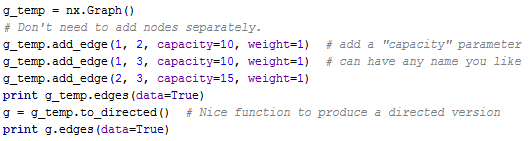 g_temp = nx.Graph()
# Don't need to add nodes separately.
g_temp.add_edge(1, 2, capacity=10, weight=1)  # add a "capacity" parameter
g_temp.add_edge(1, 3, capacity=10, weight=1)  # can have any name you like
g_temp.add_edge(2, 3, capacity=15, weight=1)
print g_temp.edges(data=True)
g = g_temp.to_directed()  # Nice function to produce a directed version
print g.edges(data=True)